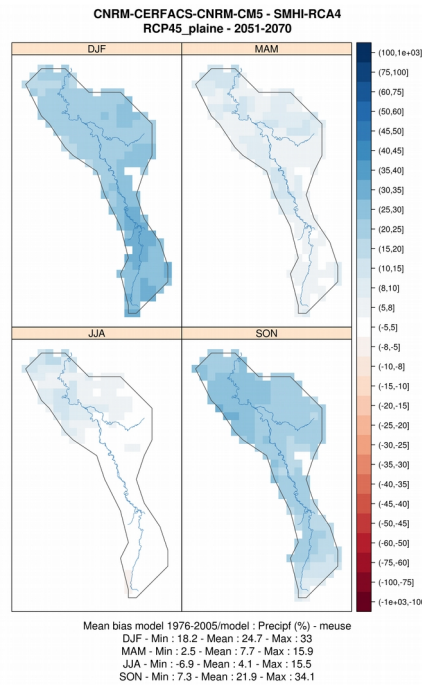 CNRM-CERFACS-CNRM-CM5 - SMHI-RCA4
RCP45_plaine - 2051-2070
DJF
MAM
JJA
SON
(100,1e+03]
(75,100]
(60,75]
(50,60]
(45,50]
(40,45]
(35,40]
(30,35]
(25,30]
(20,25]
(15,20]
(10,15]
(8,10]
(5,8]
(-5,5]
(-8,-5]
(-10,-8]
(-15,-10]
(-20,-15]
(-25,-20]
(-30,-25]
(-35,-30]
(-40,-35]
(-45,-40]
(-50,-45]
(-60,-50]
(-75,-60]
(-100,-75]
(-1e+03,-100
Mean bias model 1976-2005/model : Precipf (%) - meuse
DJF - Min : 18.2 - Mean : 24.7 - Max : 33
MAM - Min : 2.5 - Mean : 7.7 - Max : 15.9
JJA - Min : -6.9 - Mean : 4.1 - Max : 15.5
SON - Min : 7.3 - Mean : 21.9 - Max : 34.1